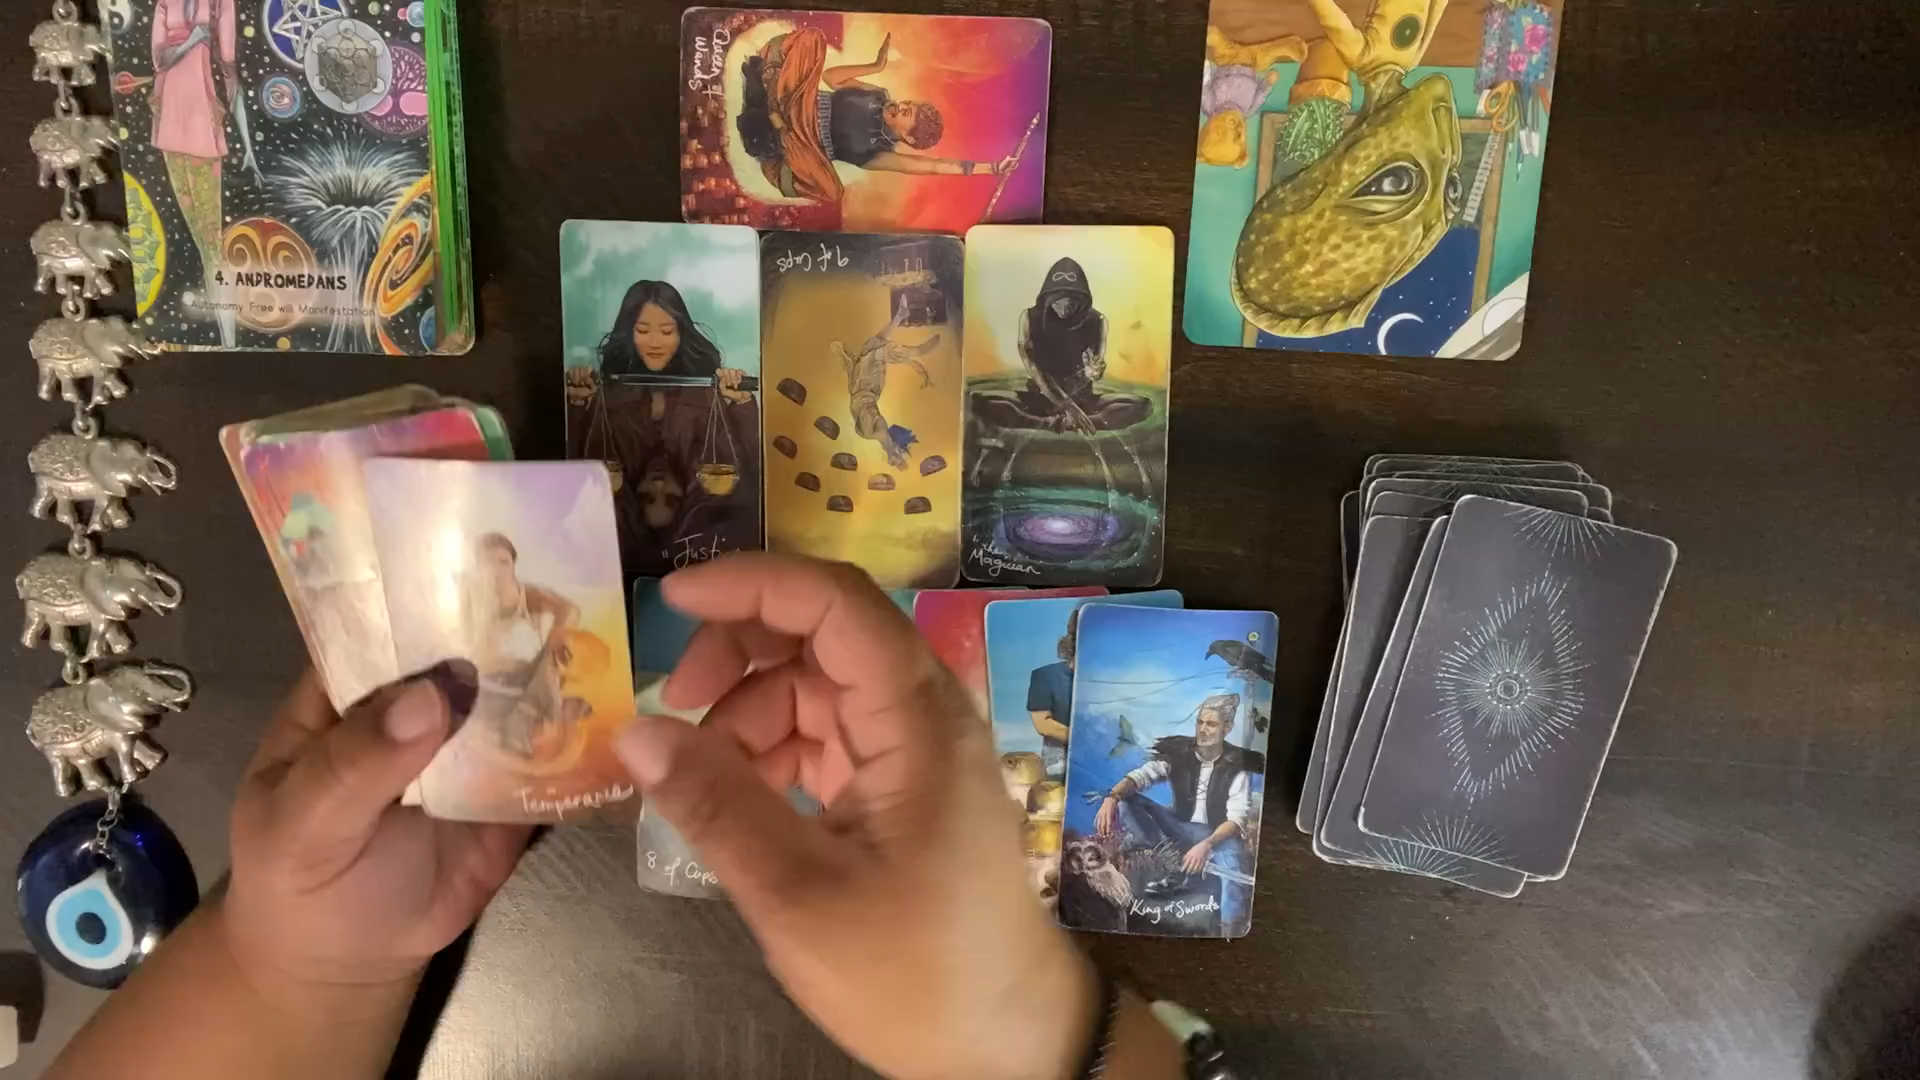 4. ANDROMEDANS
Autonomy Free will Manifestation
Queen of
Wands
9 of Cups
" Justi
" the
Magician
Temperance
8 of Cups
King of Swords